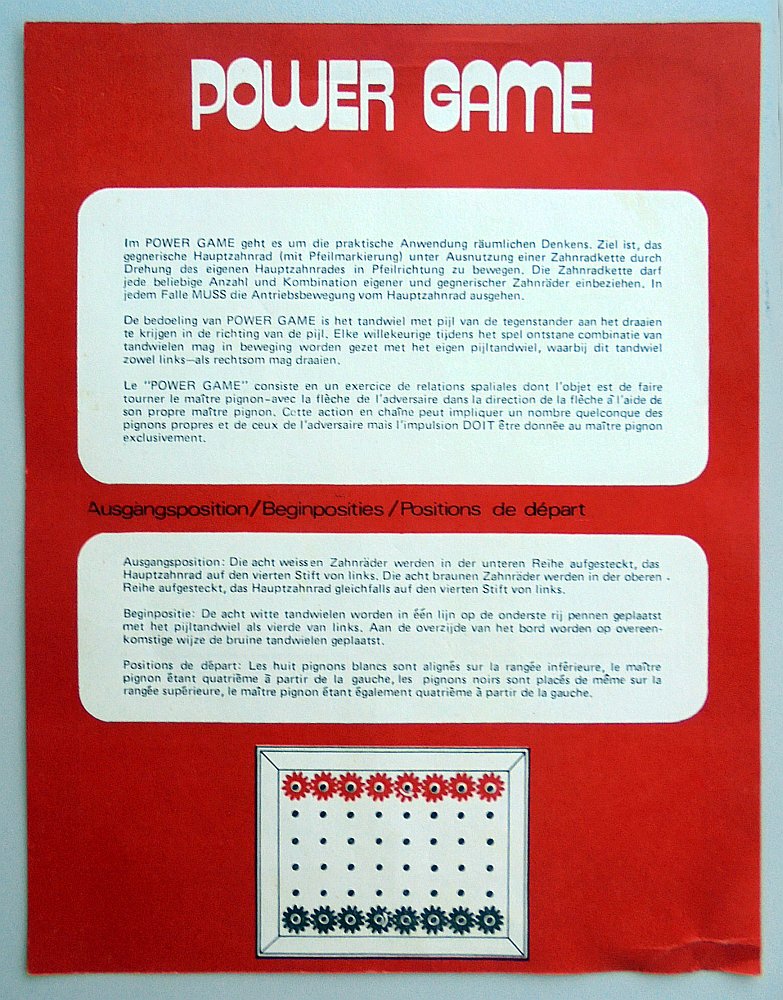 POWER GAME
Im POWER GAME geht es um die praktische Anwendung räumlichen Denkens. Ziel ist, das
gegnerische Hauptzahnrad (mit Pfeilmarkierung) unter Ausnutzung einer Zahnradkette durch
Drehung des eigenen Hauptzahnrades in Pfeilrichtung zu bewegen. Die Zahnradkette darf
jede beliebige Anzahl und Kombination eigener und gegnerischer Zahnräder einbeziehen. In
jedem Falle MUSS die Antriebsbewegung vom Hauptzahnrad ausgehen.
De bedoeling van POWER GAME is het tandwiel met pijl van de tegenstander aan het draaien
te krijgen in de richting van de pijl. Elke willekeurige tijdens het spel ontstane combinatie van
tandwielen mag in beweging worden gezet met het eigen pijltandwiel, waarbij dit tandwiel
zowel links—als rechtsom mag draaien.
Le "POWER GAME" consiste en un exercice de relations spaliales dont l'objet est de faire
tourner le maître pignon-avec la flèche de l'adversaire dans la direction de la flèche à l'aide de
son propre maître pignon. Cette action en chaîne peut impliquer un nombre quelconque des
pignons propres et de ceux de l'adversaire mais l'impulsion DOIT être donnée au maître pignon
exclusivement.
Ausgangsposition/Beginposities/Positions de départ
Ausgangsposition: Die acht weissen Zahnräder werden in der unteren Reihe aufgesteckt, das
Hauptzahnrad auf den vierten Stift von links. Die acht braunen Zahnräder werden in der oberen
Reihe aufgesteckt, das Hauptzahnrad gleichfalls auf den vierten Stift von links.
Beginpositie: De acht witte tandwielen worden in één lijn op de onderste rij pennen geplaatst
met het pijltandwiel als vierde van links. Aan de overzijde van het bord worden op overeen-
komstige wijze de bruine tandwielen geplaatst.
Positions de départ: Les huit pignons blancs sont alignés sur la rangée inférieure, le maître
pignon étant quatrième à partir de la gauche, les pignons noirs sont placés de même sur la
rangée supérieure, le maître pignon étant également quatrième à partir de la gauche.